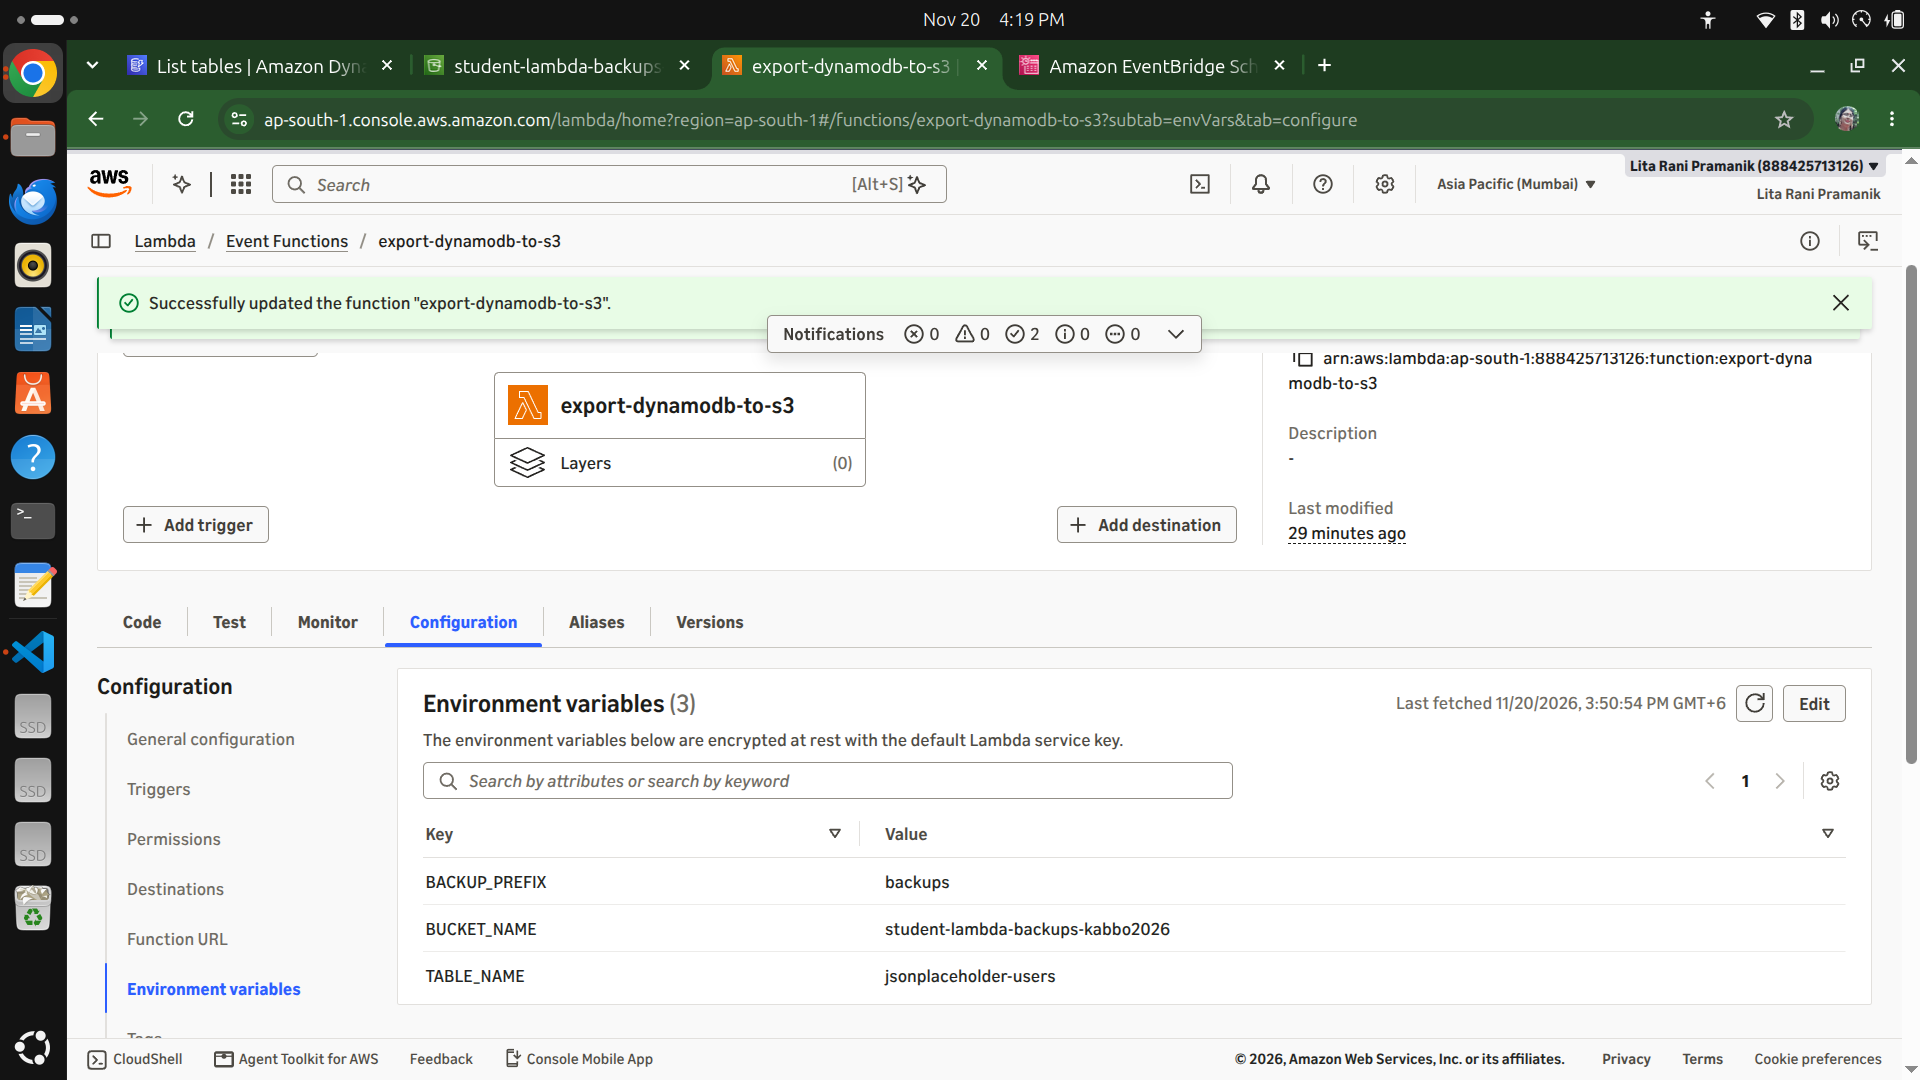 Nov 20 4:19 PM
List tables | Amazon Dyn
student-lambda-backups
export-dynamodb-to-s3 |
Amazon EventBridge Sch
ap-south-1.console.aws.amazon.com/lambda/home?region=ap-south-1#/functions/export-dynamodb-to-s3?subtab=envVars&tab=configure
aws
Search [Alt+S]
Asia Pacific (Mumbai)
Lita Rani Pramanik (888425713126)
Lita Rani Pramanik
Lambda / Event Functions / export-dynamodb-to-s3
Successfully updated the function "export-dynamodb-to-s3".
Notifications 0 0 2 0 0
export-dynamodb-to-s3
Layers (0)
Add trigger
Add destination
arn:aws:lambda:ap-south-1:888425713126:function:export-dyna
modb-to-s3
Description
-
Last modified
29 minutes ago
Code
Test
Monitor
Configuration
Aliases
Versions
Configuration
General configuration
Triggers
Permissions
Destinations
Function URL
Environment variables
Environment variables (3)
Last fetched 11/20/2026, 3:50:54 PM GMT+6
Edit
The environment variables below are encrypted at rest with the default Lambda service key.
Search by attributes or search by keyword
1
Key Value
BACKUP_PREFIX backups
BUCKET_NAME student-lambda-backups-kabbo2026
TABLE_NAME jsonplaceholder-users
SSD
SSD
SSD
CloudShell
Agent Toolkit for AWS
Feedback
Console Mobile App
© 2026, Amazon Web Services, Inc. or its affiliates.
Privacy
Terms
Cookie preferences